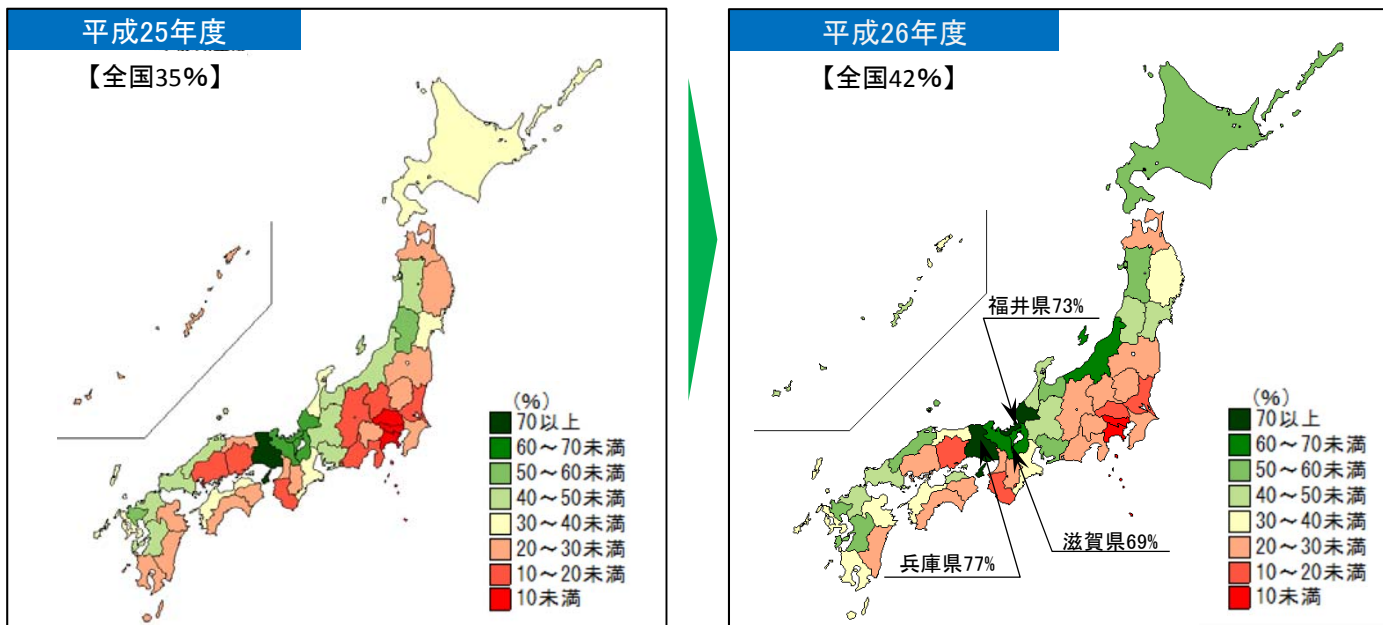 平成25年度
【全国35%】
(%)
70以上
60～70未満
50～60未満
40～50未満
30～40未満
20～30未満
10～20未満
10未満
平成26年度
【全国42%】
福井県73%
滋賀県69%
兵庫県77%
(%)
70以上
60～70未満
50～60未満
40～50未満
30～40未満
20～30未満
10～20未満
10未満